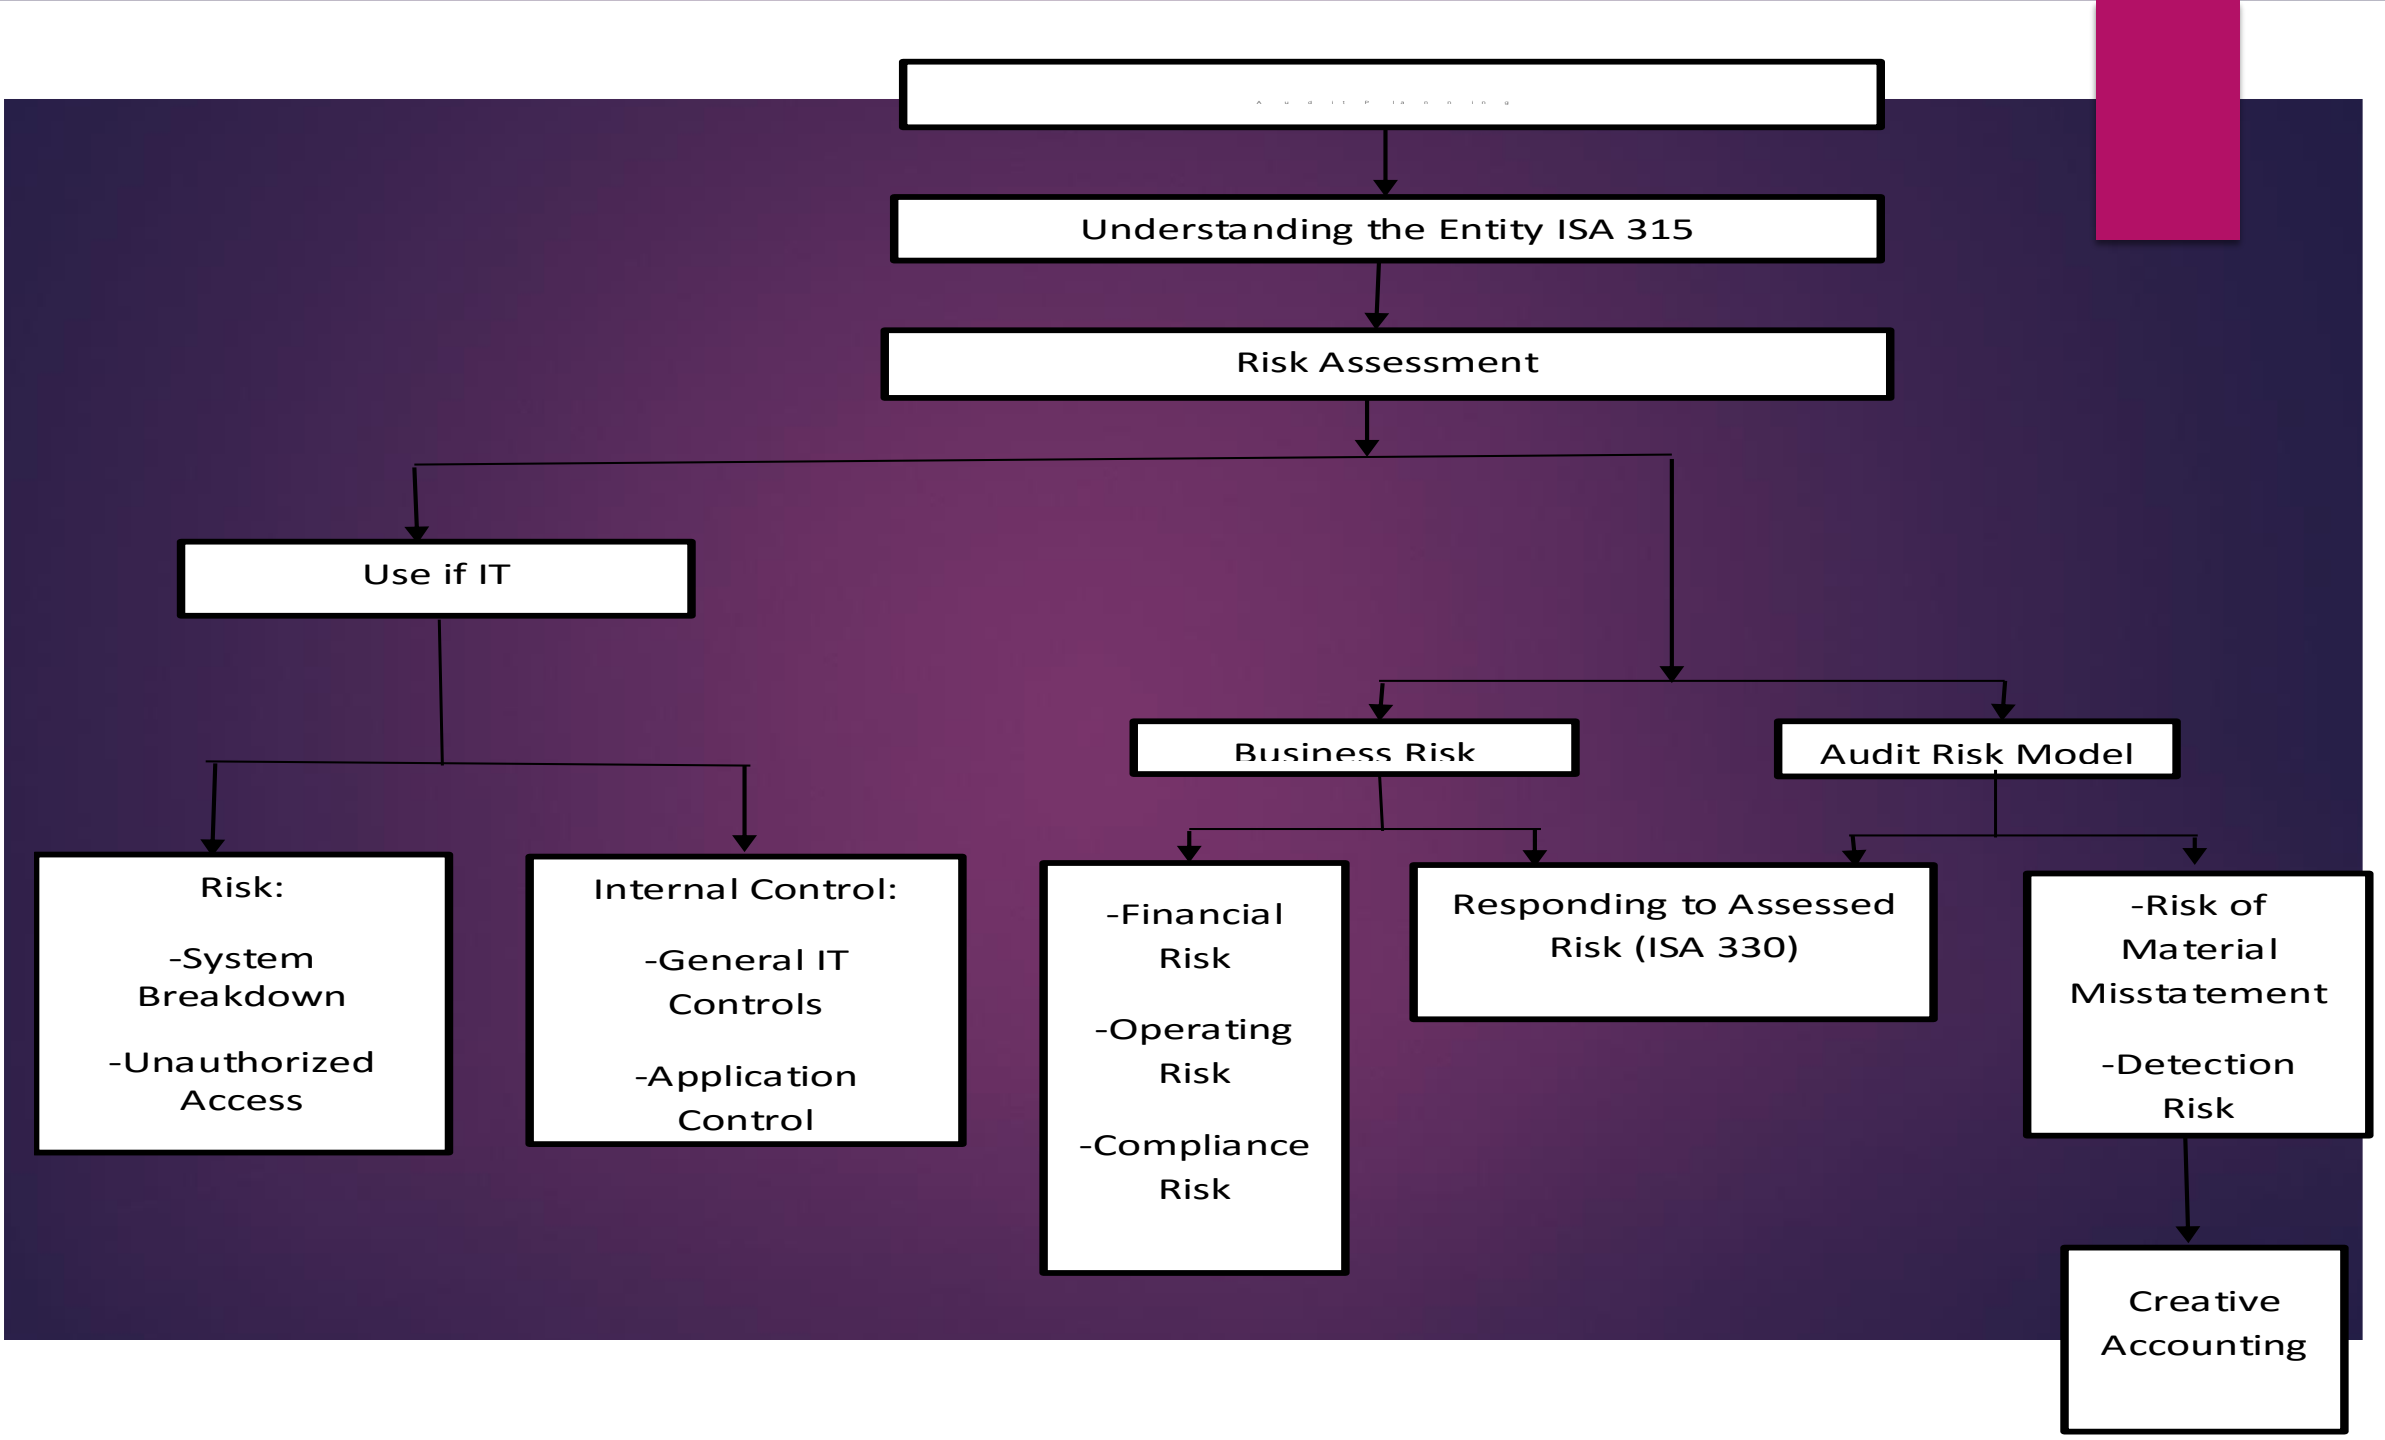 Audit Planning
Understanding the Entity ISA 315
Risk Assessment
Use if IT
Business Risk
Audit Risk Model
Risk:
-System
Breakdown
-Unauthorized
Access
Internal Control:
-General IT
Controls
-Application
Control
-Financial
Risk
-Operating
Risk
-Compliance
Risk
Responding to Assessed
Risk (ISA 330)
-Risk of
Material
Misstatement
-Detection
Risk
Creative
Accounting